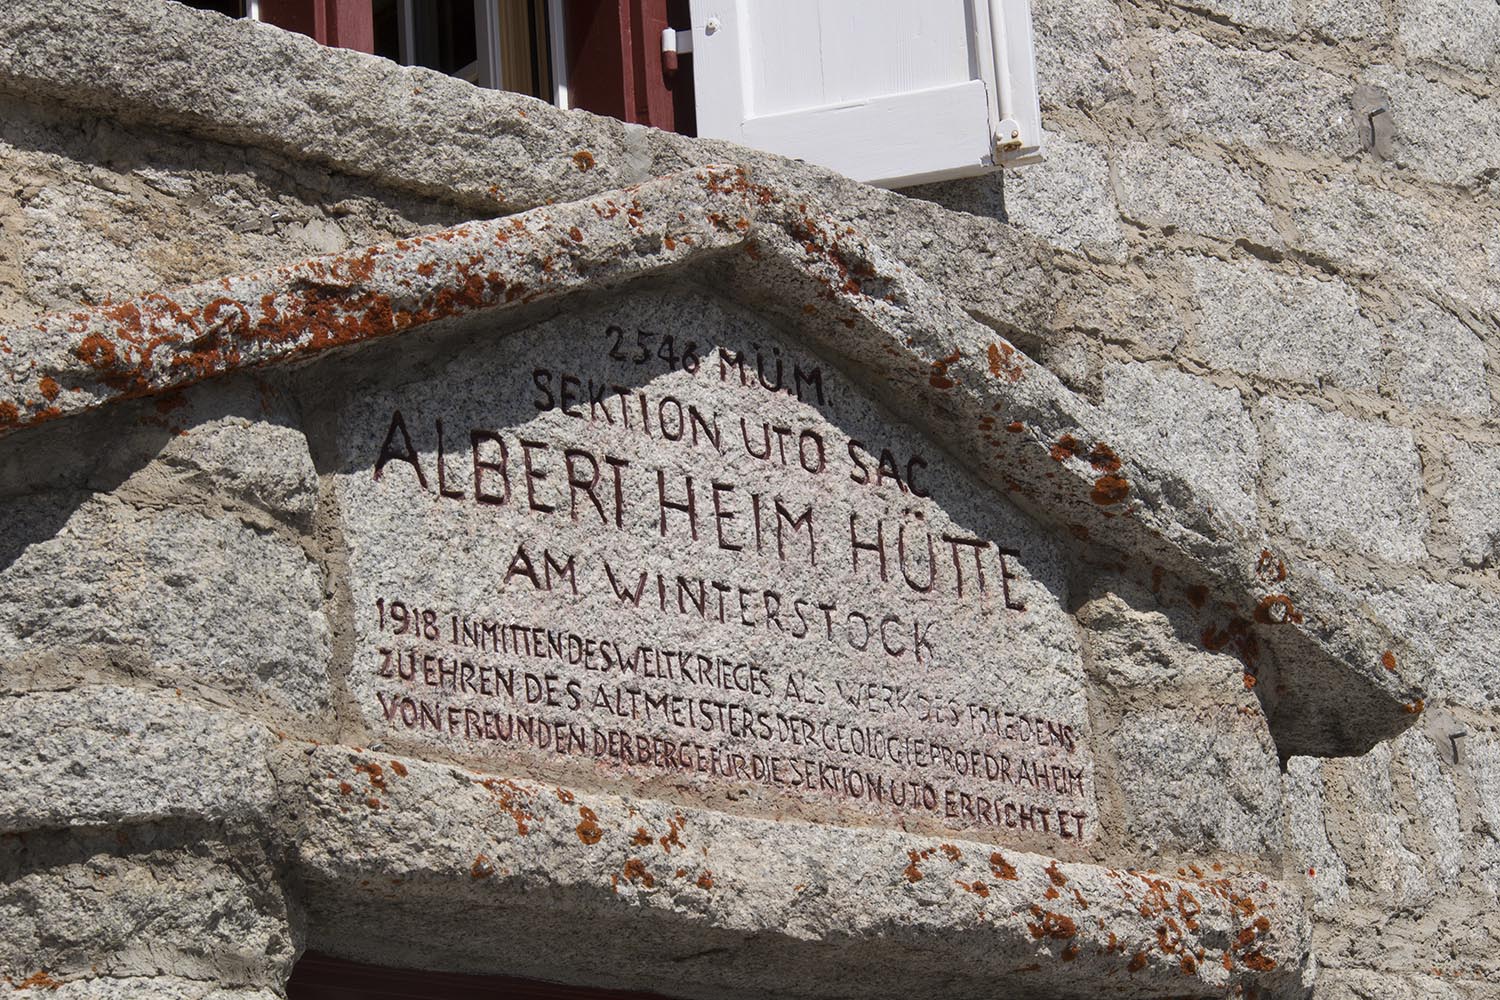 2546 M.Ü.M.
SEKTION UTO SAC
ALBERT HEIM HÜTTE
AM WINTERSTOCK
1918 INMITTEN DES WELTKRIEGES ALS WERK DES FRIEDENS
ZU EHREN DES ALTMEISTERS DER GEOLOGIE PROF. DR A HEIM
VON FREUNDEN DER BERGE FÜR DIE SEKTION UTO ERRICHTET